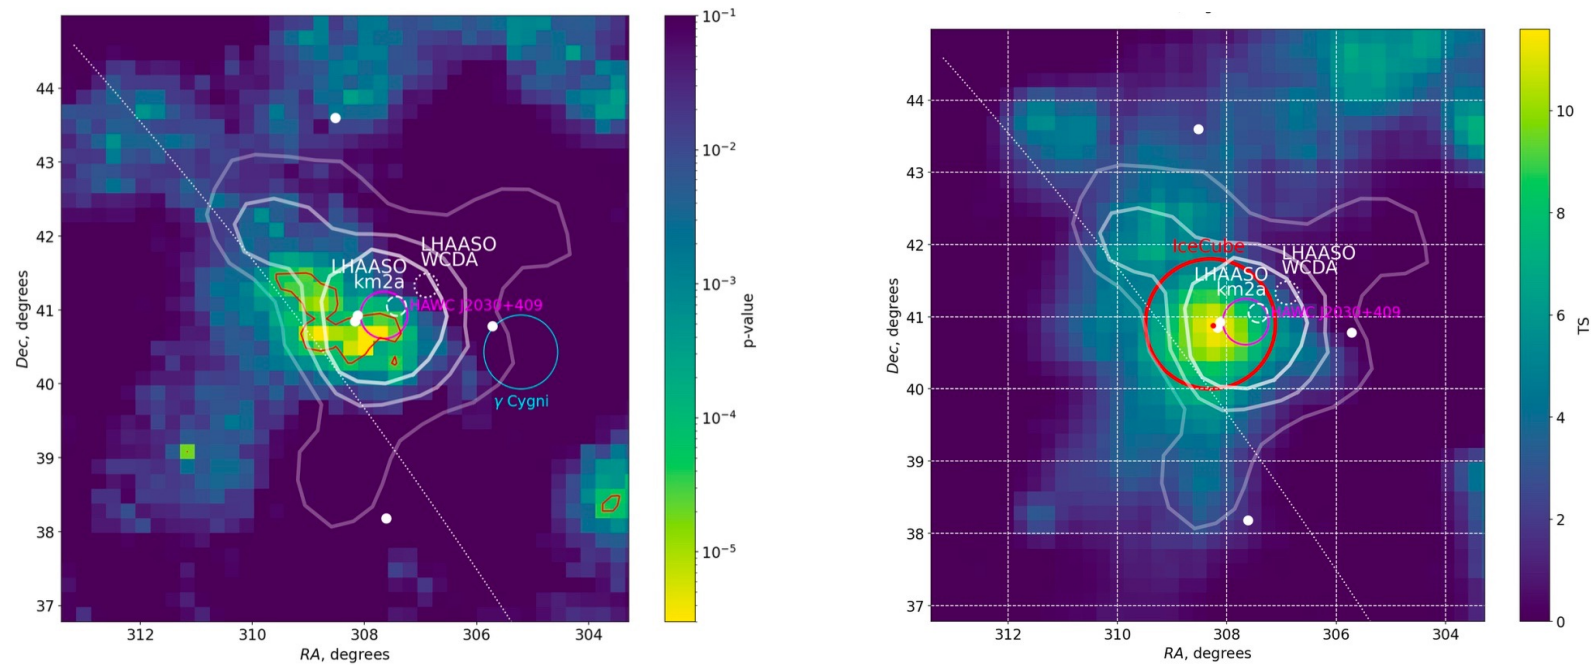 44
43
42
41
40
39
38
37
Dec, degrees
312
310
308
306
304
RA, degrees
LHAASO
WCDA
LHAASO
km2a
HAWC J2030+409
γ Cygni
10⁻¹
10⁻²
10⁻³
10⁻⁴
10⁻⁵
p-value
44
43
42
41
40
39
38
37
Dec, degrees
312
310
308
306
304
RA, degrees
IceCube
LHAASO
WCDA
LHAASO
km2a
HAWC J2030+409
10
8
6
4
2
0
TS